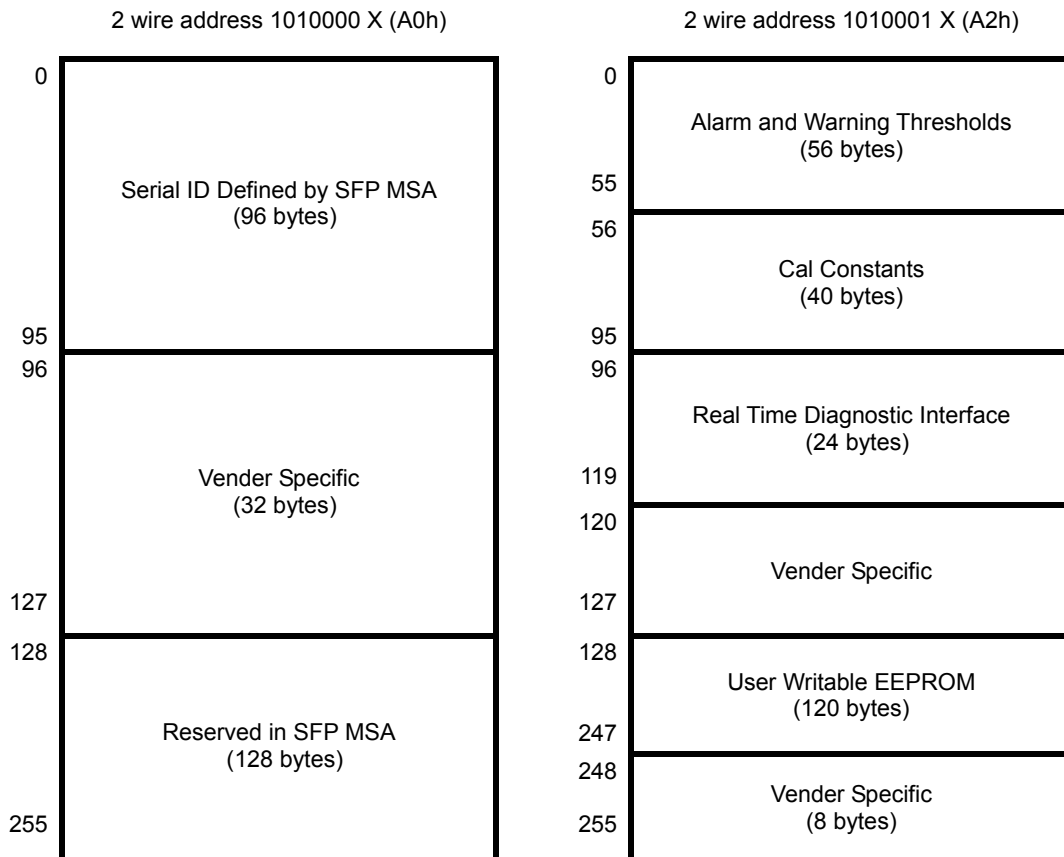 2 wire address 1010000 X (A0h)
0
Serial ID Defined by SFP MSA
(96 bytes)
95
96
Vender Specific
(32 bytes)
127
128
Reserved in SFP MSA
(128 bytes)
255
2 wire address 1010001 X (A2h)
0
Alarm and Warning Thresholds
(56 bytes)
55
56
Cal Constants
(40 bytes)
95
96
Real Time Diagnostic Interface
(24 bytes)
119
120
Vender Specific
127
128
User Writable EEPROM
(120 bytes)
247
248
Vender Specific
(8 bytes)
255